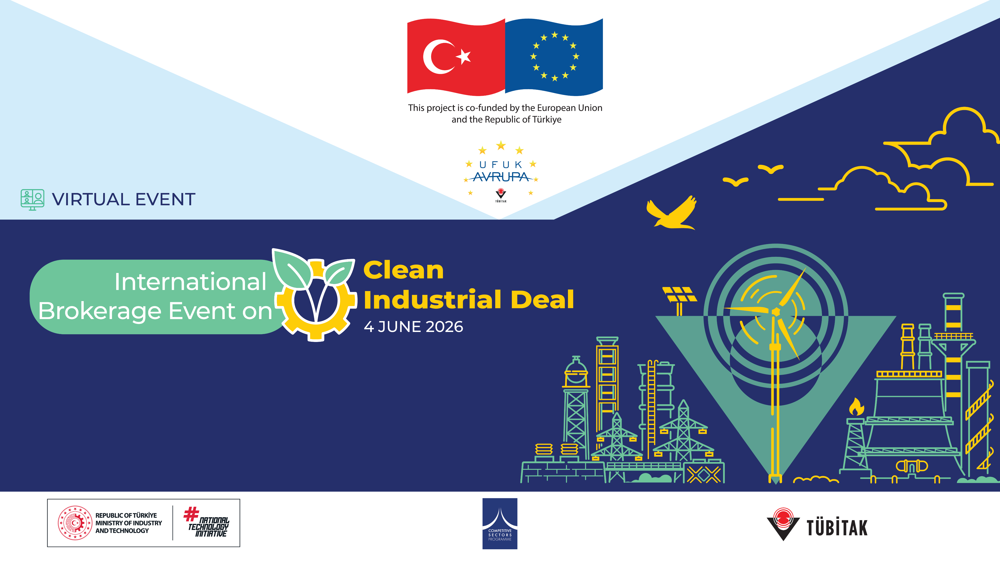 This project is co-funded by the European Union
and the Republic of Türkiye
UFUK
AVRUPA
TÜBİTAK
VIRTUAL EVENT
International
Brokerage Event on
Clean
Industrial Deal
4 JUNE 2026
REPUBLIC OF TÜRKİYE
MINISTRY OF INDUSTRY
AND TECHNOLOGY
#NATIONAL
TECHNOLOGY
INITIATIVE
COMPETITIVE
SECTORS
PROGRAMME
TÜBİTAK